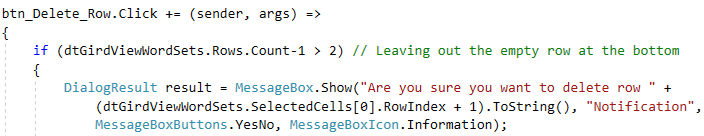 btn_Delete_Row.Click += (sender, args) =>
{
if (dtGirdViewWordSets.Rows.Count-1 > 2) // Leaving out the empty row at the bottom
{
DialogResult result = MessageBox.Show("Are you sure you want to delete row " +
(dtGirdViewWordSets.SelectedCells[0].RowIndex + 1).ToString(), "Notification",
MessageBoxButtons.YesNo, MessageBoxIcon.Information);